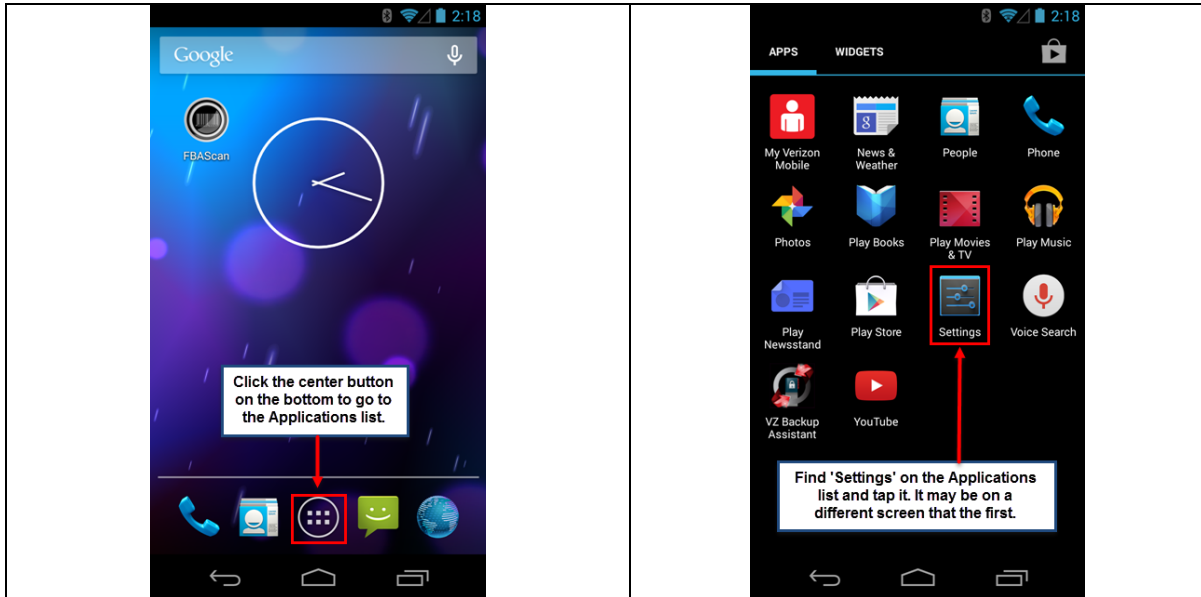 2:18
Google
FBAScan
Click the center button
on the bottom to go to
the Applications list.
2:18
APPS WIDGETS
My Verizon
Mobile
News &
Weather
People
Phone
Photos
Play Books
Play Movies
& TV
Play Music
Play
Newsstand
Play Store
Settings
Voice Search
VZ Backup
Assistant
YouTube
Find 'Settings' on the Applications
list and tap it. It may be on a
different screen that the first.